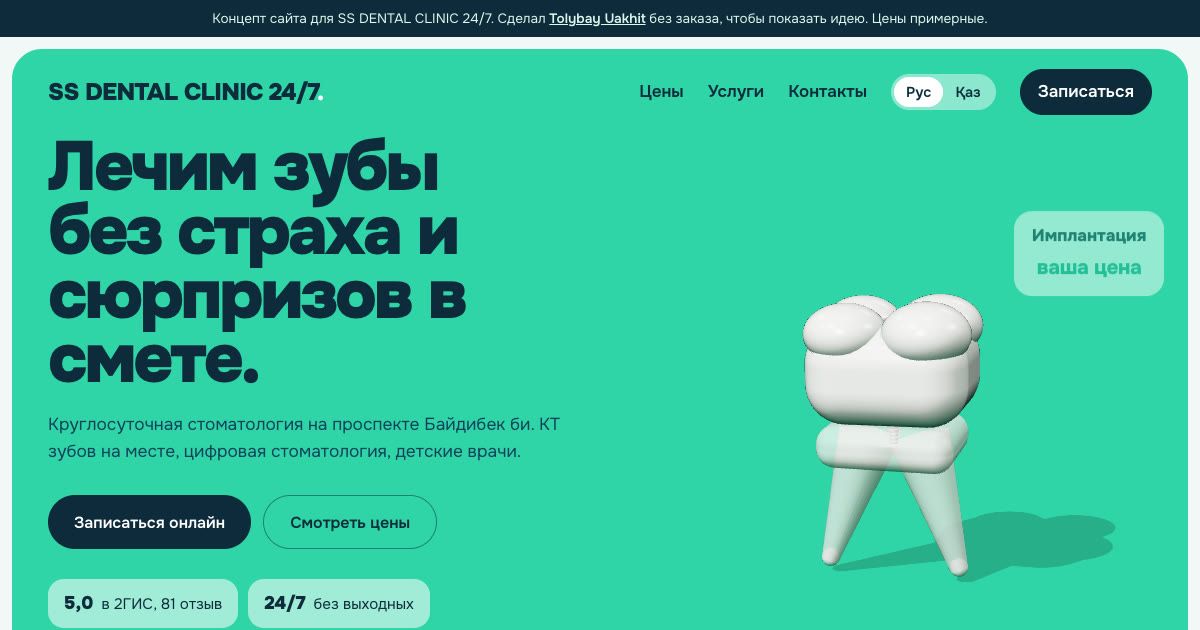 Концепт сайта для SS DENTAL CLINIC 24/7. Сделал Tolybay Uakhit без заказа, чтобы показать идею. Цены примерные.
SS DENTAL CLINIC 24/7.
Цены
Услуги
Контакты
Рус
Қаз
Записаться
Лечим зубы
без страха и
сюрпризов в
смете.
Имплантация
ваша цена
Круглосуточная стоматология на проспекте Байдибек би. КТ
зубов на месте, цифровая стоматология, детские врачи.
Записаться онлайн
Смотреть цены
5,0 в 2ГИС, 81 отзыв
24/7 без выходных